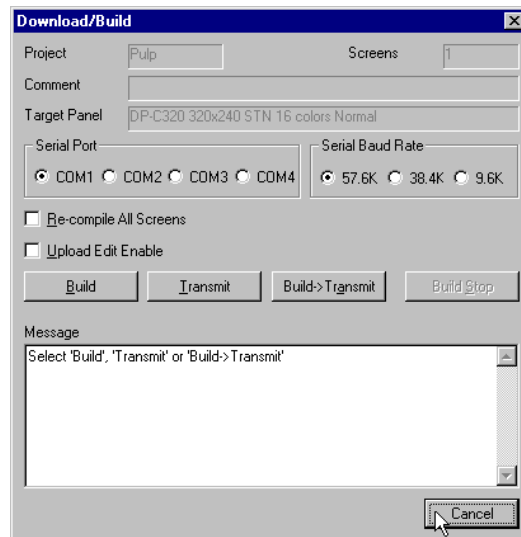 Download/Build
Project Pulp Screens 1
Comment
Target Panel DP-C320 320x240 STN 16 colors Normal
Serial Port Serial Baud Rate
COM1 COM2 COM3 COM4 57.6K 38.4K 9.6K
Re-compile All Screens
Upload Edit Enable
Build Transmit Build->Transmit Build Stop
Message
Select 'Build', 'Transmit' or 'Build->Transmit'
Cancel